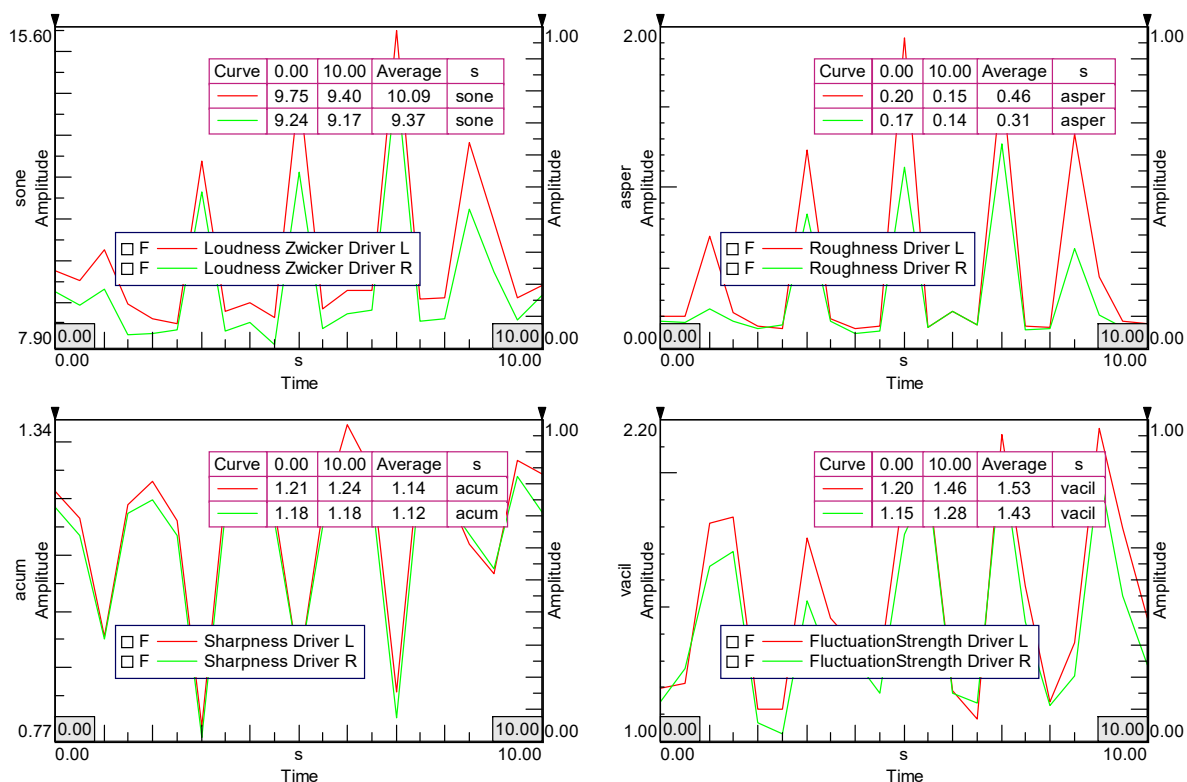 15.60
1.00
Curve 0.00 10.00 Average s
9.75 9.40 10.09 sone
9.24 9.17 9.37 sone
sone
Amplitude
Amplitude
F Loudness Zwicker Driver L
F Loudness Zwicker Driver R
0.00
10.00
7.90
0.00
0.00 s 10.00
Time
2.00
1.00
Curve 0.00 10.00 Average s
0.20 0.15 0.46 asper
0.17 0.14 0.31 asper
asper
Amplitude
Amplitude
F Roughness Driver L
F Roughness Driver R
0.00
10.00
0.00
0.00
0.00 s 10.00
Time
1.34
1.00
Curve 0.00 10.00 Average s
1.21 1.24 1.14 acum
1.18 1.18 1.12 acum
acum
Amplitude
Amplitude
F Sharpness Driver L
F Sharpness Driver R
0.00
10.00
0.77
0.00
0.00 s 10.00
Time
2.20
1.00
Curve 0.00 10.00 Average s
1.20 1.46 1.53 vacil
1.15 1.28 1.43 vacil
vacil
Amplitude
Amplitude
F FluctuationStrength Driver L
F FluctuationStrength Driver R
0.00
10.00
1.00
0.00
0.00 s 10.00
Time